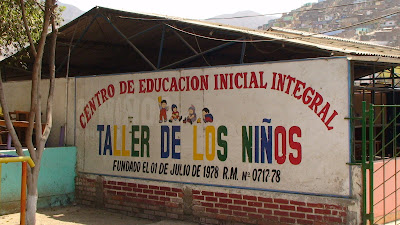 CENTRO DE EDUCACION INICIAL INTEGRAL
TALLER DE LOS NIÑOS
FUNDADO EL 01 DE JULIO DE 1978 R.M. Nº 0717-78